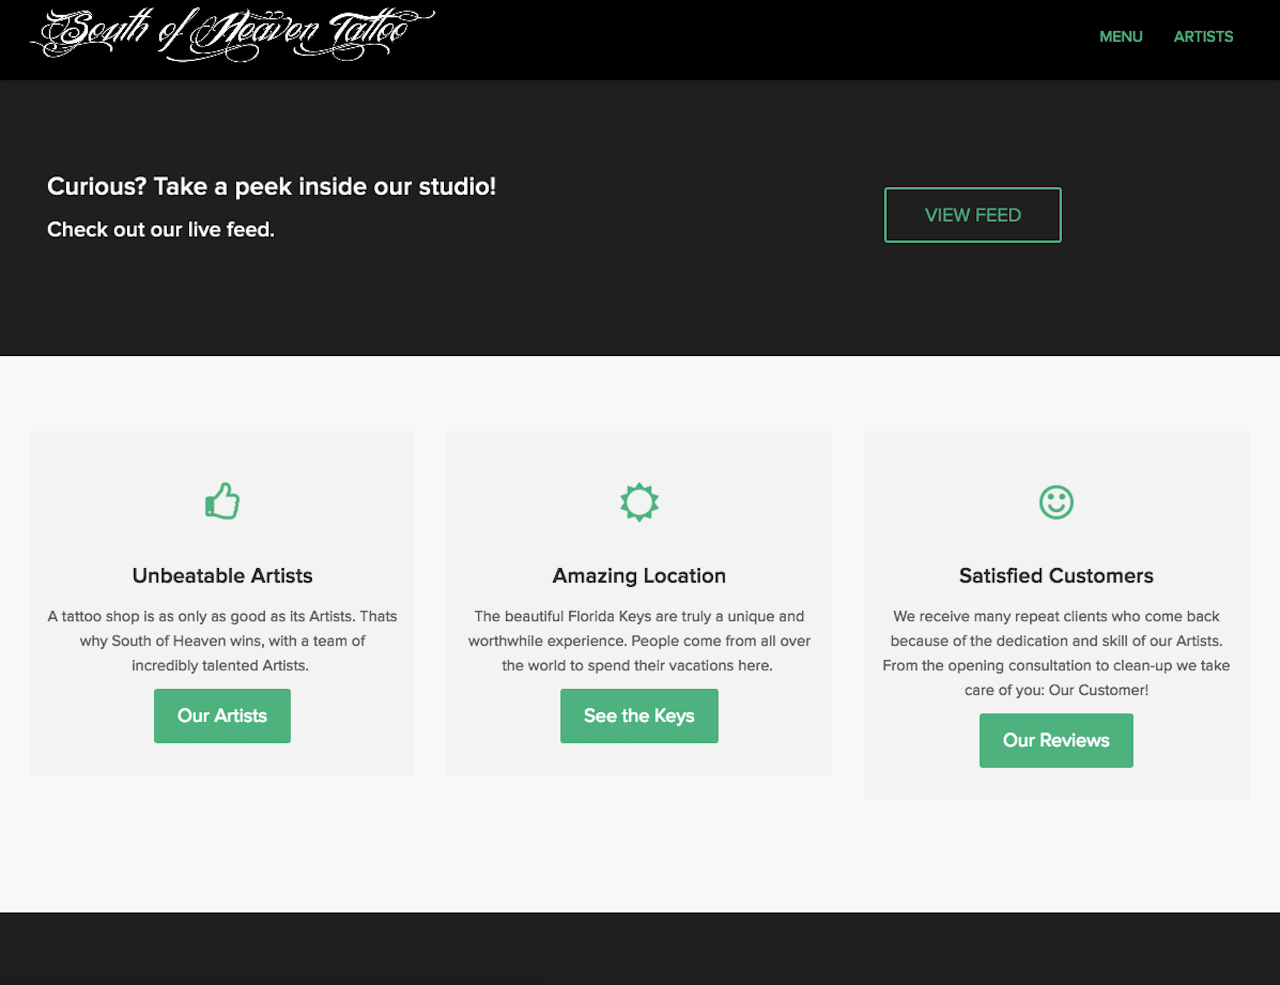 South of Heaven Tattoo
MENU ARTISTS
Curious? Take a peek inside our studio!
Check out our live feed.
VIEW FEED
Unbeatable Artists
A tattoo shop is as only as good as its Artists. Thats
why South of Heaven wins, with a team of
incredibly talented Artists.
Our Artists
Amazing Location
The beautiful Florida Keys are truly a unique and
worthwhile experience. People come from all over
the world to spend their vacations here.
See the Keys
Satisfied Customers
We receive many repeat clients who come back
because of the dedication and skill of our Artists.
From the opening consultation to clean-up we take
care of you: Our Customer!
Our Reviews